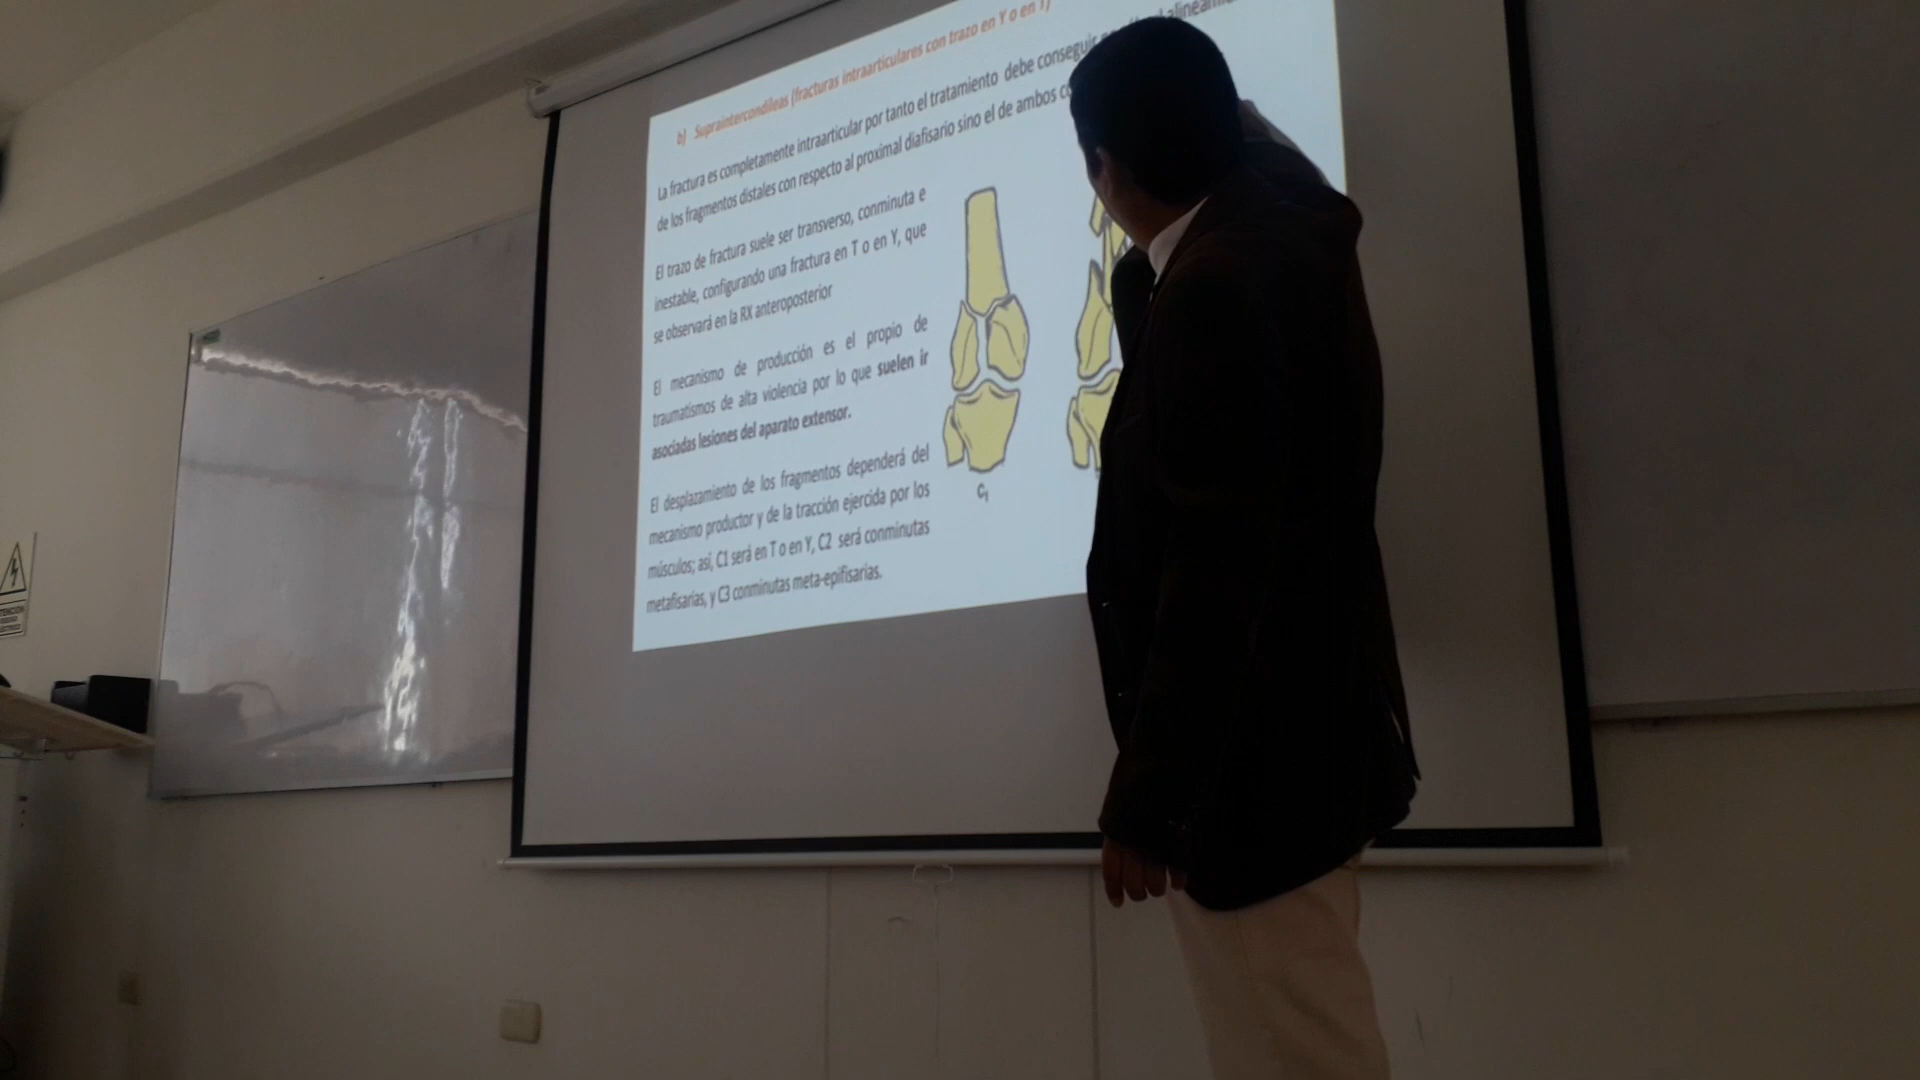 b) Supraintercondíleas (fracturas intraarticulares con trazo en Y o en T)
La fractura es completamente intraarticular por tanto el tratamiento debe conseguir
de los fragmentos distales con respecto al proximal diafisario sino el de ambos
El trazo de fractura suele ser transverso, conminuta e
inestable, configurando una fractura en T o en Y, que
se observará en la RX anteroposterior
El mecanismo de producción es el propio de
traumatismos de alta violencia por lo que suelen ir
asociadas lesiones del aparato extensor.
El desplazamiento de los fragmentos dependerá del
mecanismo productor y de la tracción ejercida por los
músculos; así, C1 será en T o en Y, C2 será conminutas
metafisarias, y C3 conminutas meta-epifisarias.
C1